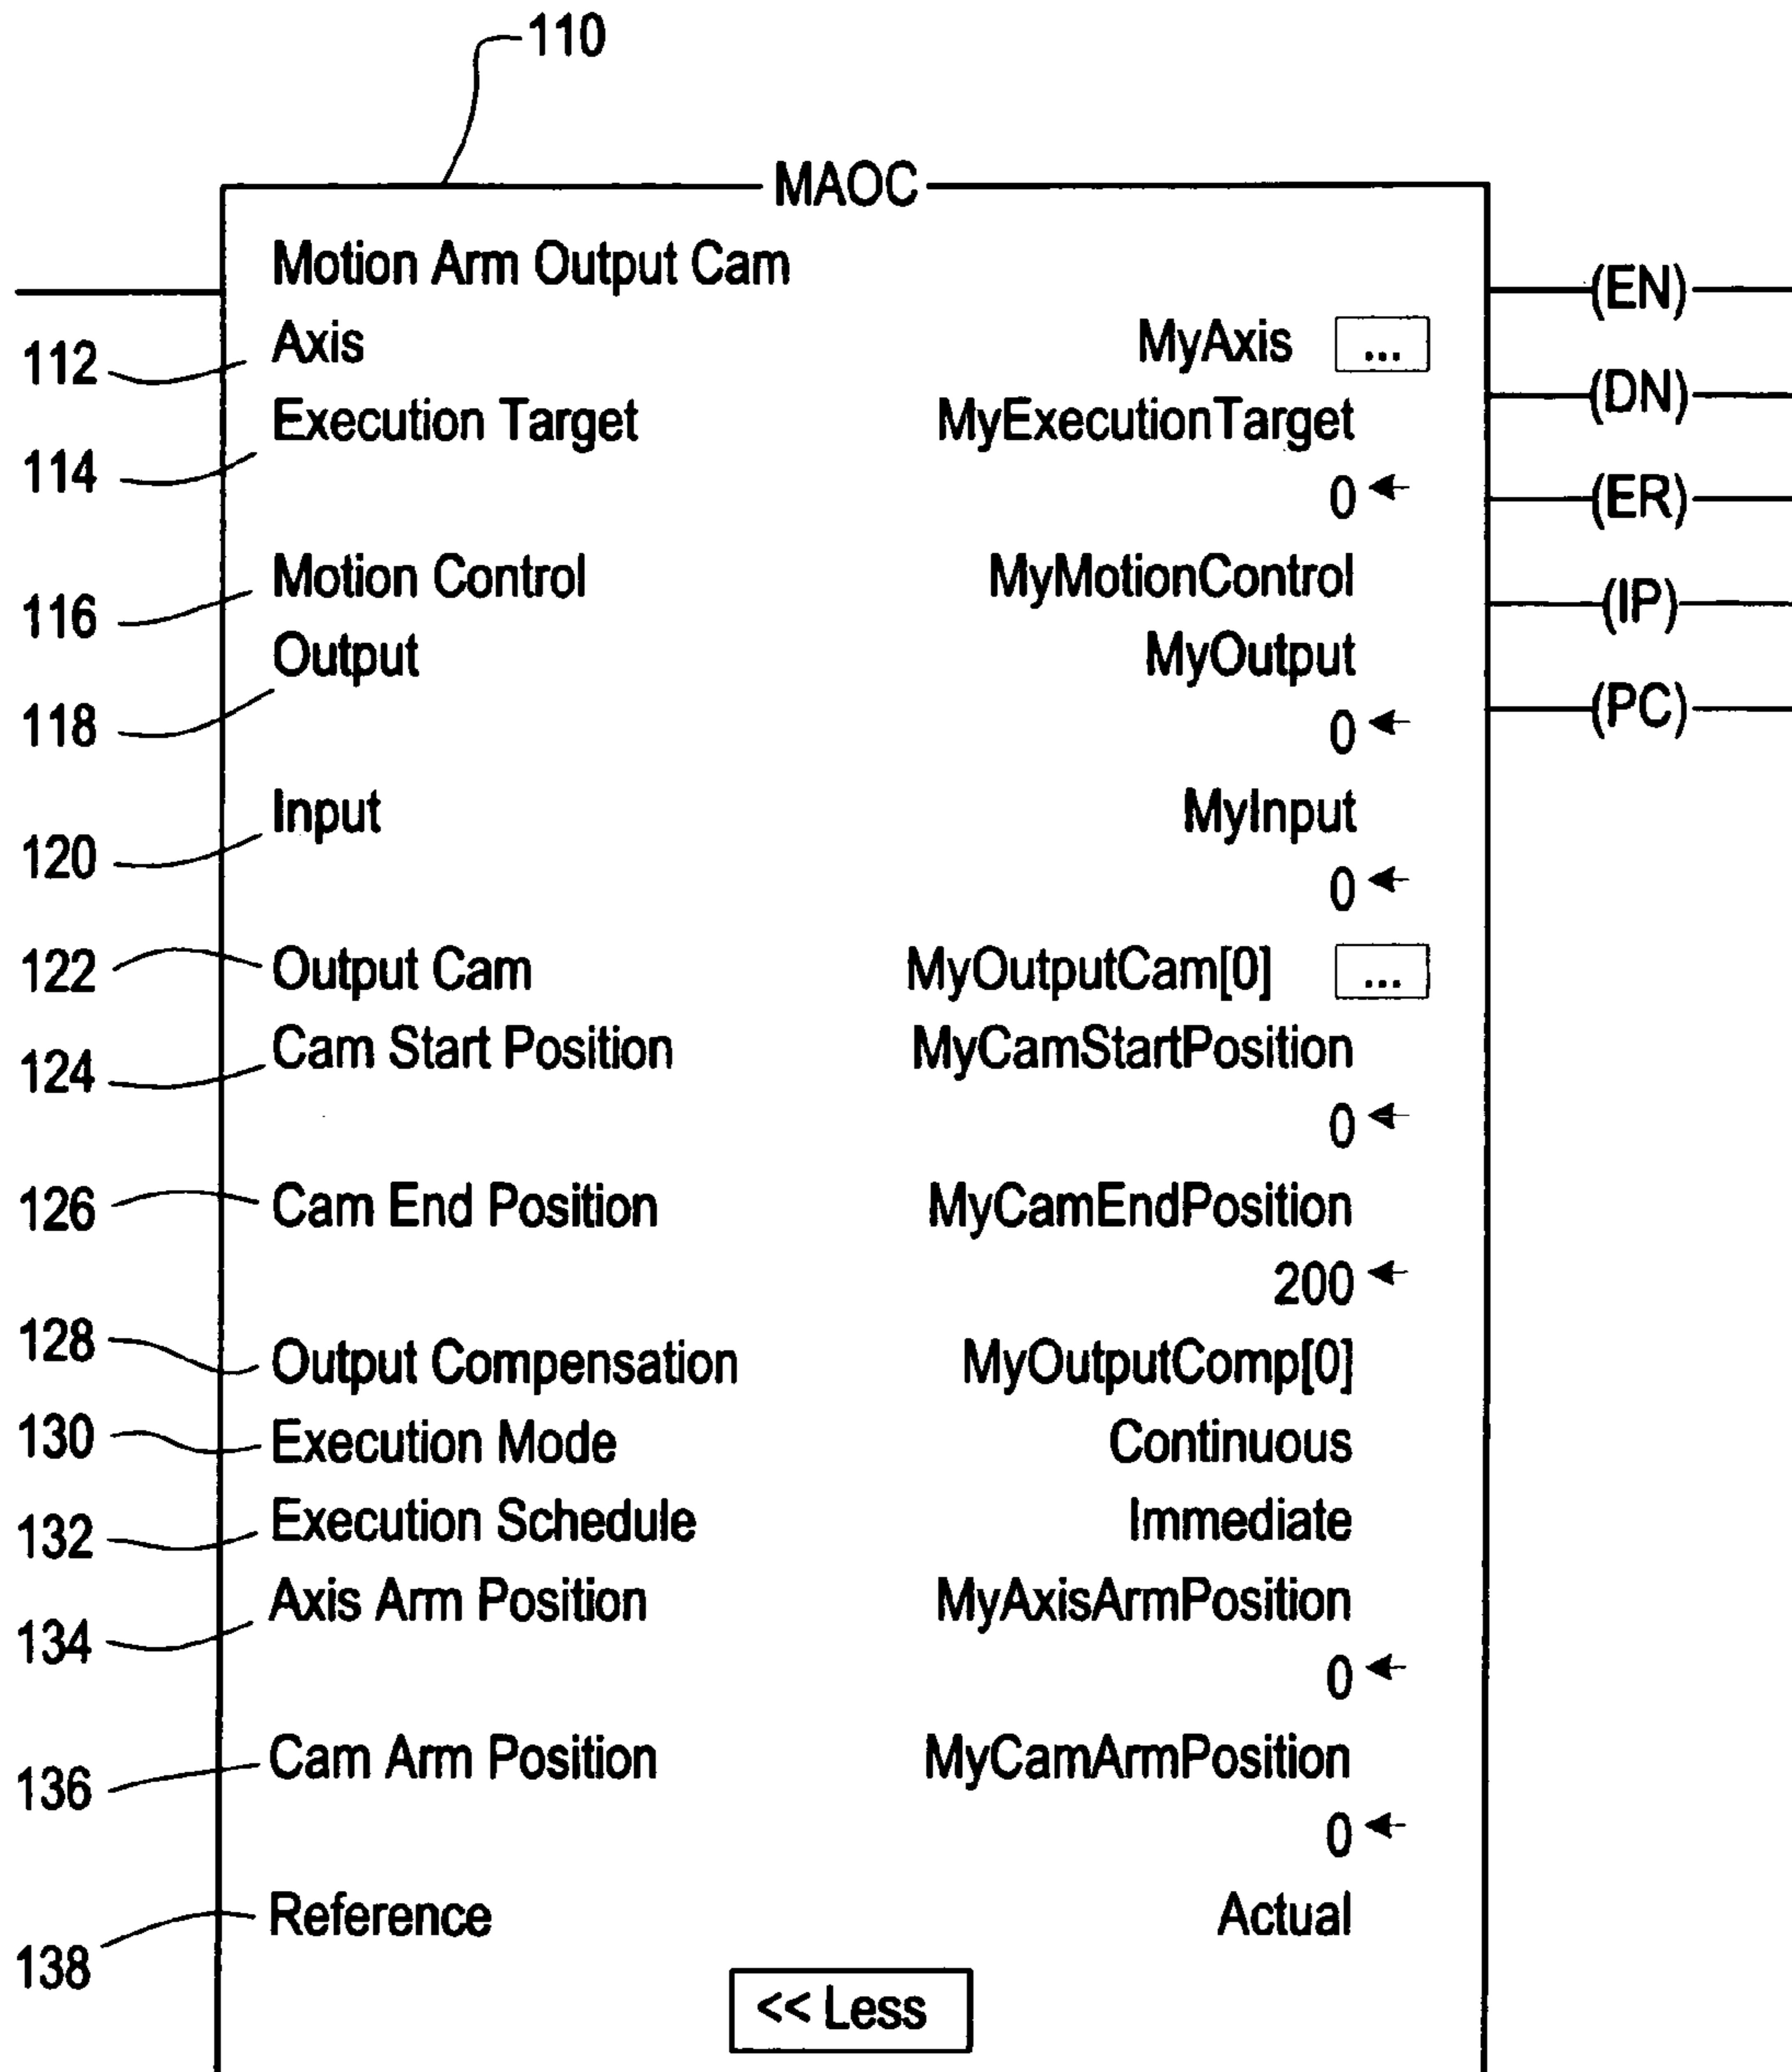 110
MAOC
Motion Arm Output Cam (EN)
112 Axis MyAxis ...
114 Execution Target MyExecutionTarget (DN)
0 (ER)
116 Motion Control MyMotionControl (IP)
118 Output MyOutput (PC)
0
120 Input MyInput
0
122 Output Cam MyOutputCam[0] ...
124 Cam Start Position MyCamStartPosition
0
126 Cam End Position MyCamEndPosition
200
128 Output Compensation MyOutputComp[0]
130 Execution Mode Continuous
132 Execution Schedule Immediate
134 Axis Arm Position MyAxisArmPosition
0
136 Cam Arm Position MyCamArmPosition
0
138 Reference Actual
<< Less